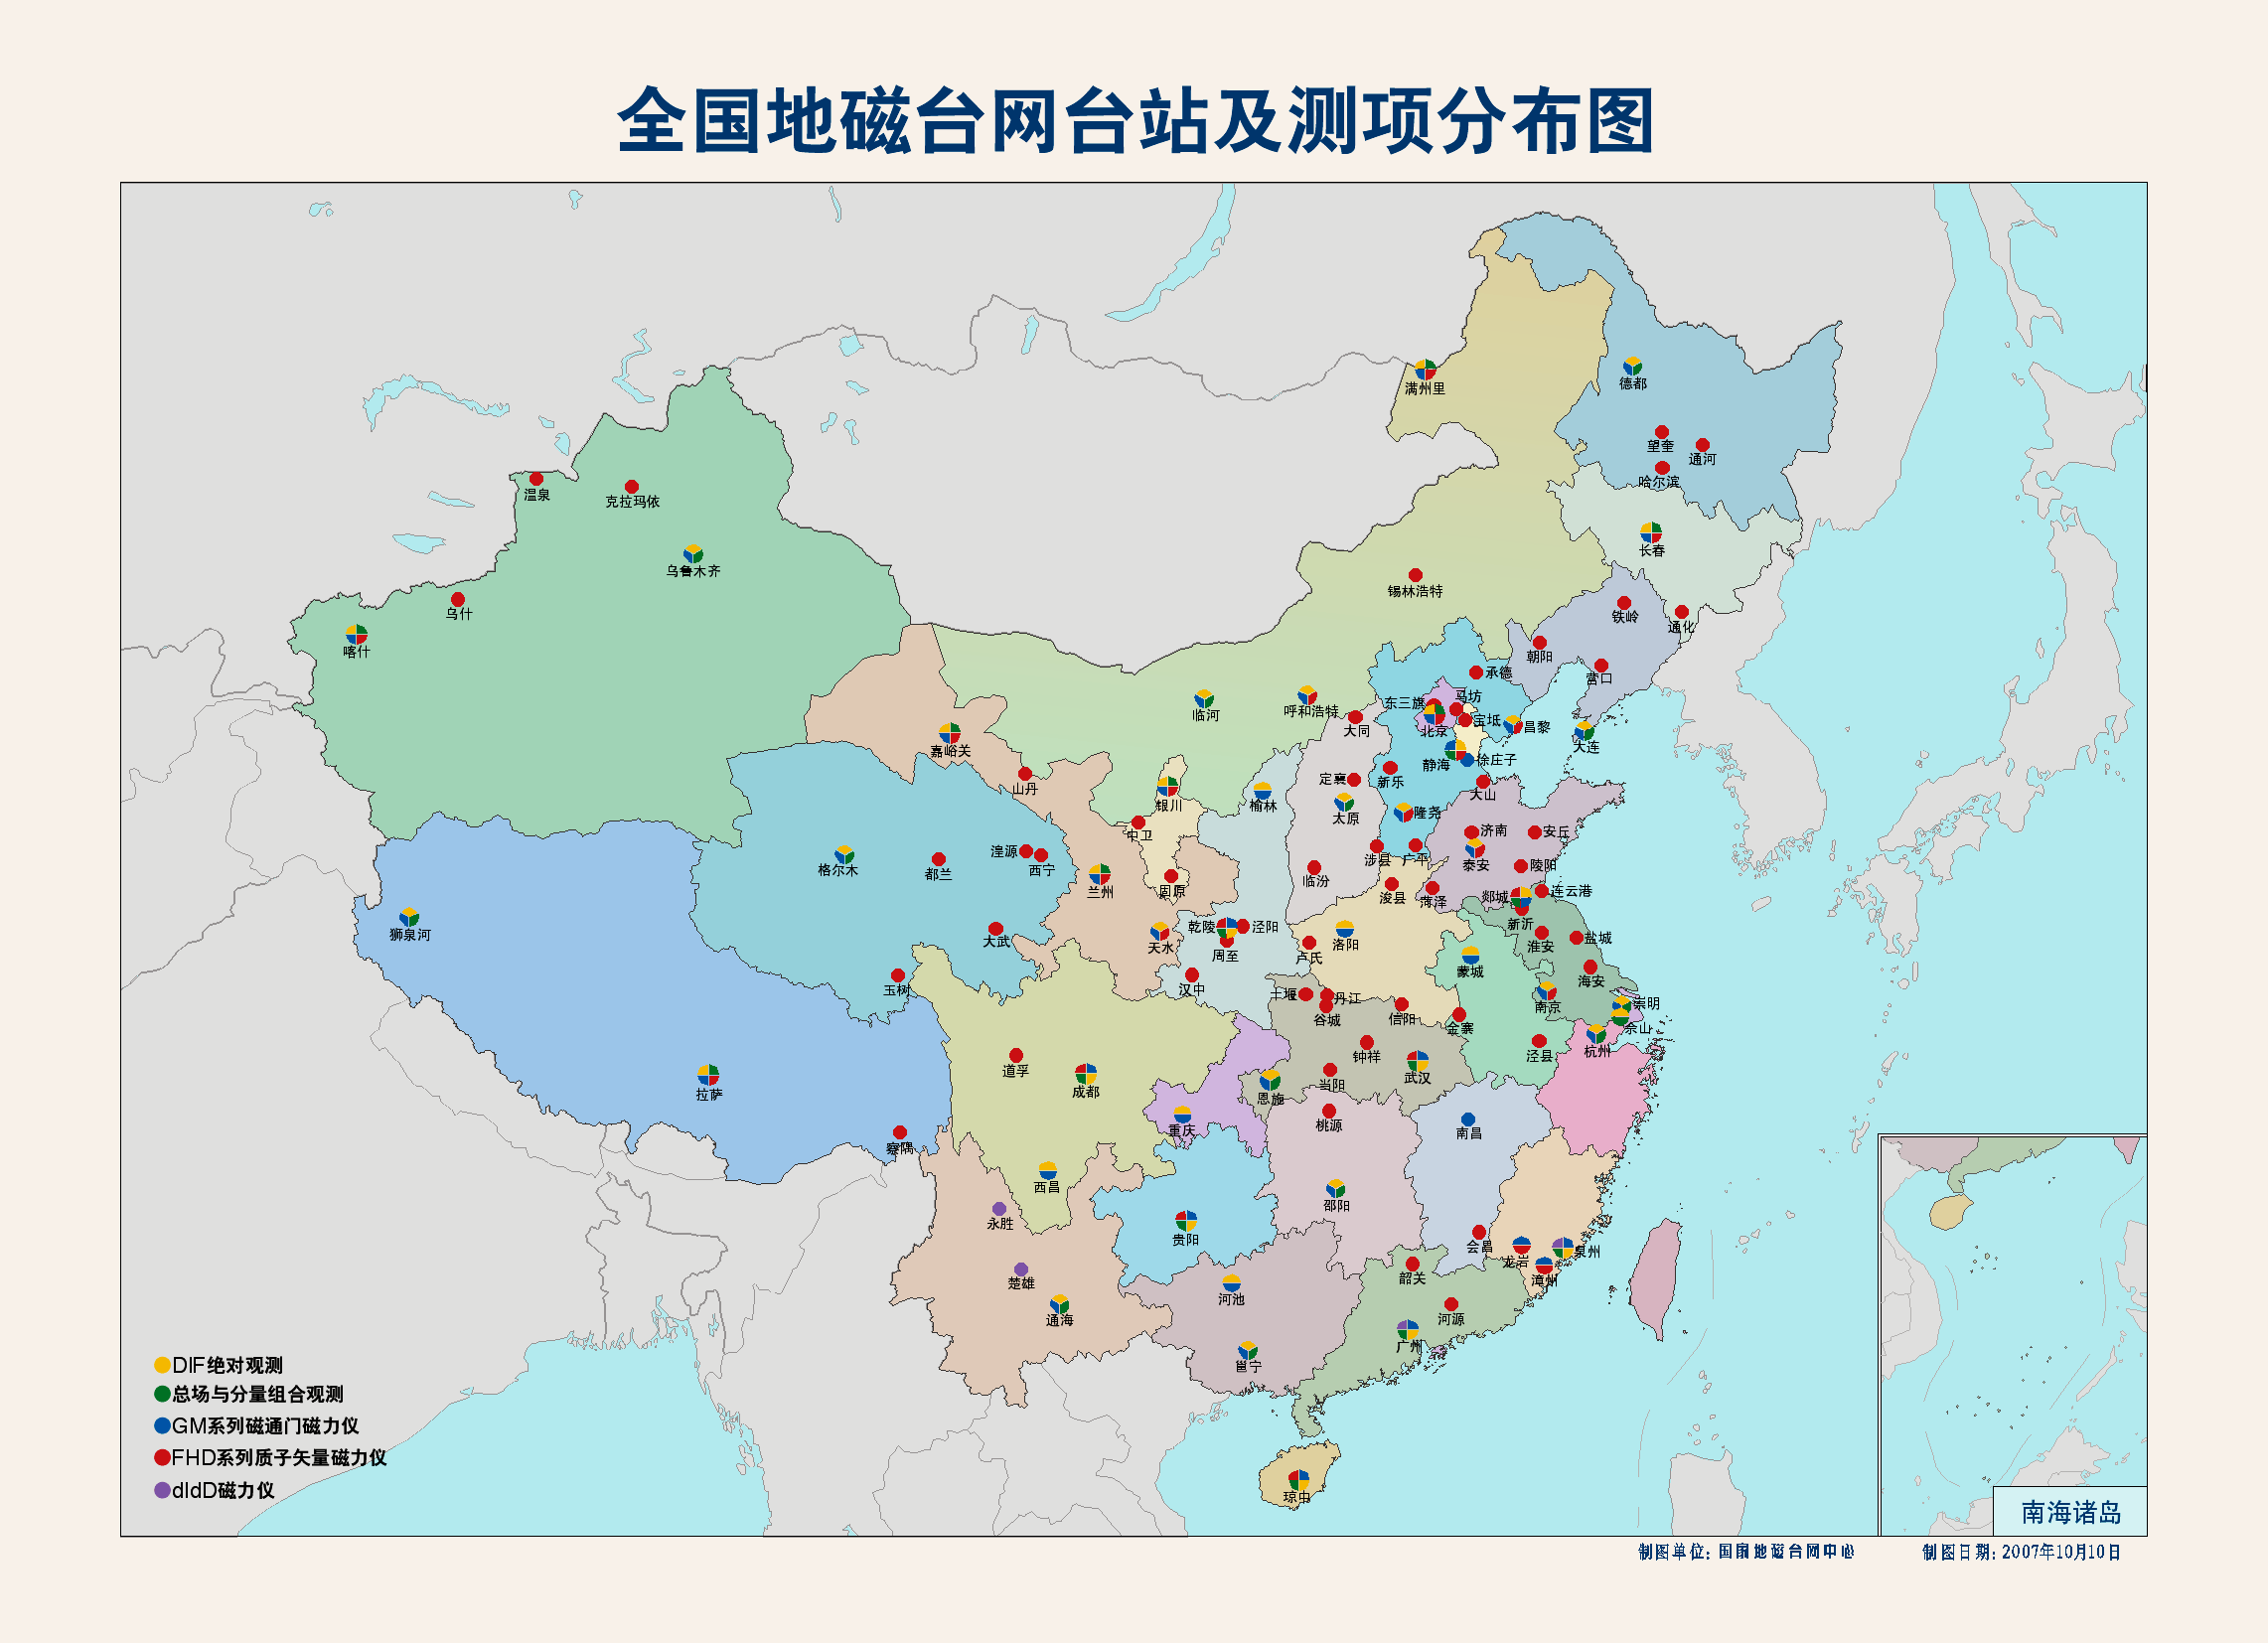 全国地磁台网台站及测项分布图
满州里
德都
望奎
通河
哈尔滨
温泉
克拉玛依
长春
乌鲁木齐
锡林浩特
乌什
铁岭
通化
喀什
朝阳
承德
营口
东三旗
马坊
临河
呼和浩特
大同
北京
宝坻
昌黎
大连
嘉峪关
静海
徐庄子
山丹
定襄
新乐
大山
银川
榆林
太原
隆尧
中卫
济南
安丘
湟源
西宁
格尔木
都兰
涉县
广平
泰安
陵阳
兰州
固原
临汾
浚县
菏泽
郯城
连云港
狮泉河
大武
天水
乾陵
泾阳
周至
卢氏
洛阳
新沂
淮安
盐城
蒙城
玉树
汉中
海安
十堰
丹江
谷城
信阳
金寨
南京
崇明
佘山
道孚
成都
钟祥
泾县
杭州
拉萨
当阳
武汉
恩施
察隅
重庆
桃源
南昌
西昌
邵阳
永胜
贵阳
会昌
龙岩
泉州
楚雄
河池
韶关
漳州
通海
河源
广州
邕宁
DIF绝对观测
总场与分量组合观测
GM系列磁通门磁力仪
FHD系列质子矢量磁力仪
dIdD磁力仪
琼中
南海诸岛
制图单位: 国家地磁台网中心
制图日期: 2007年10月10日